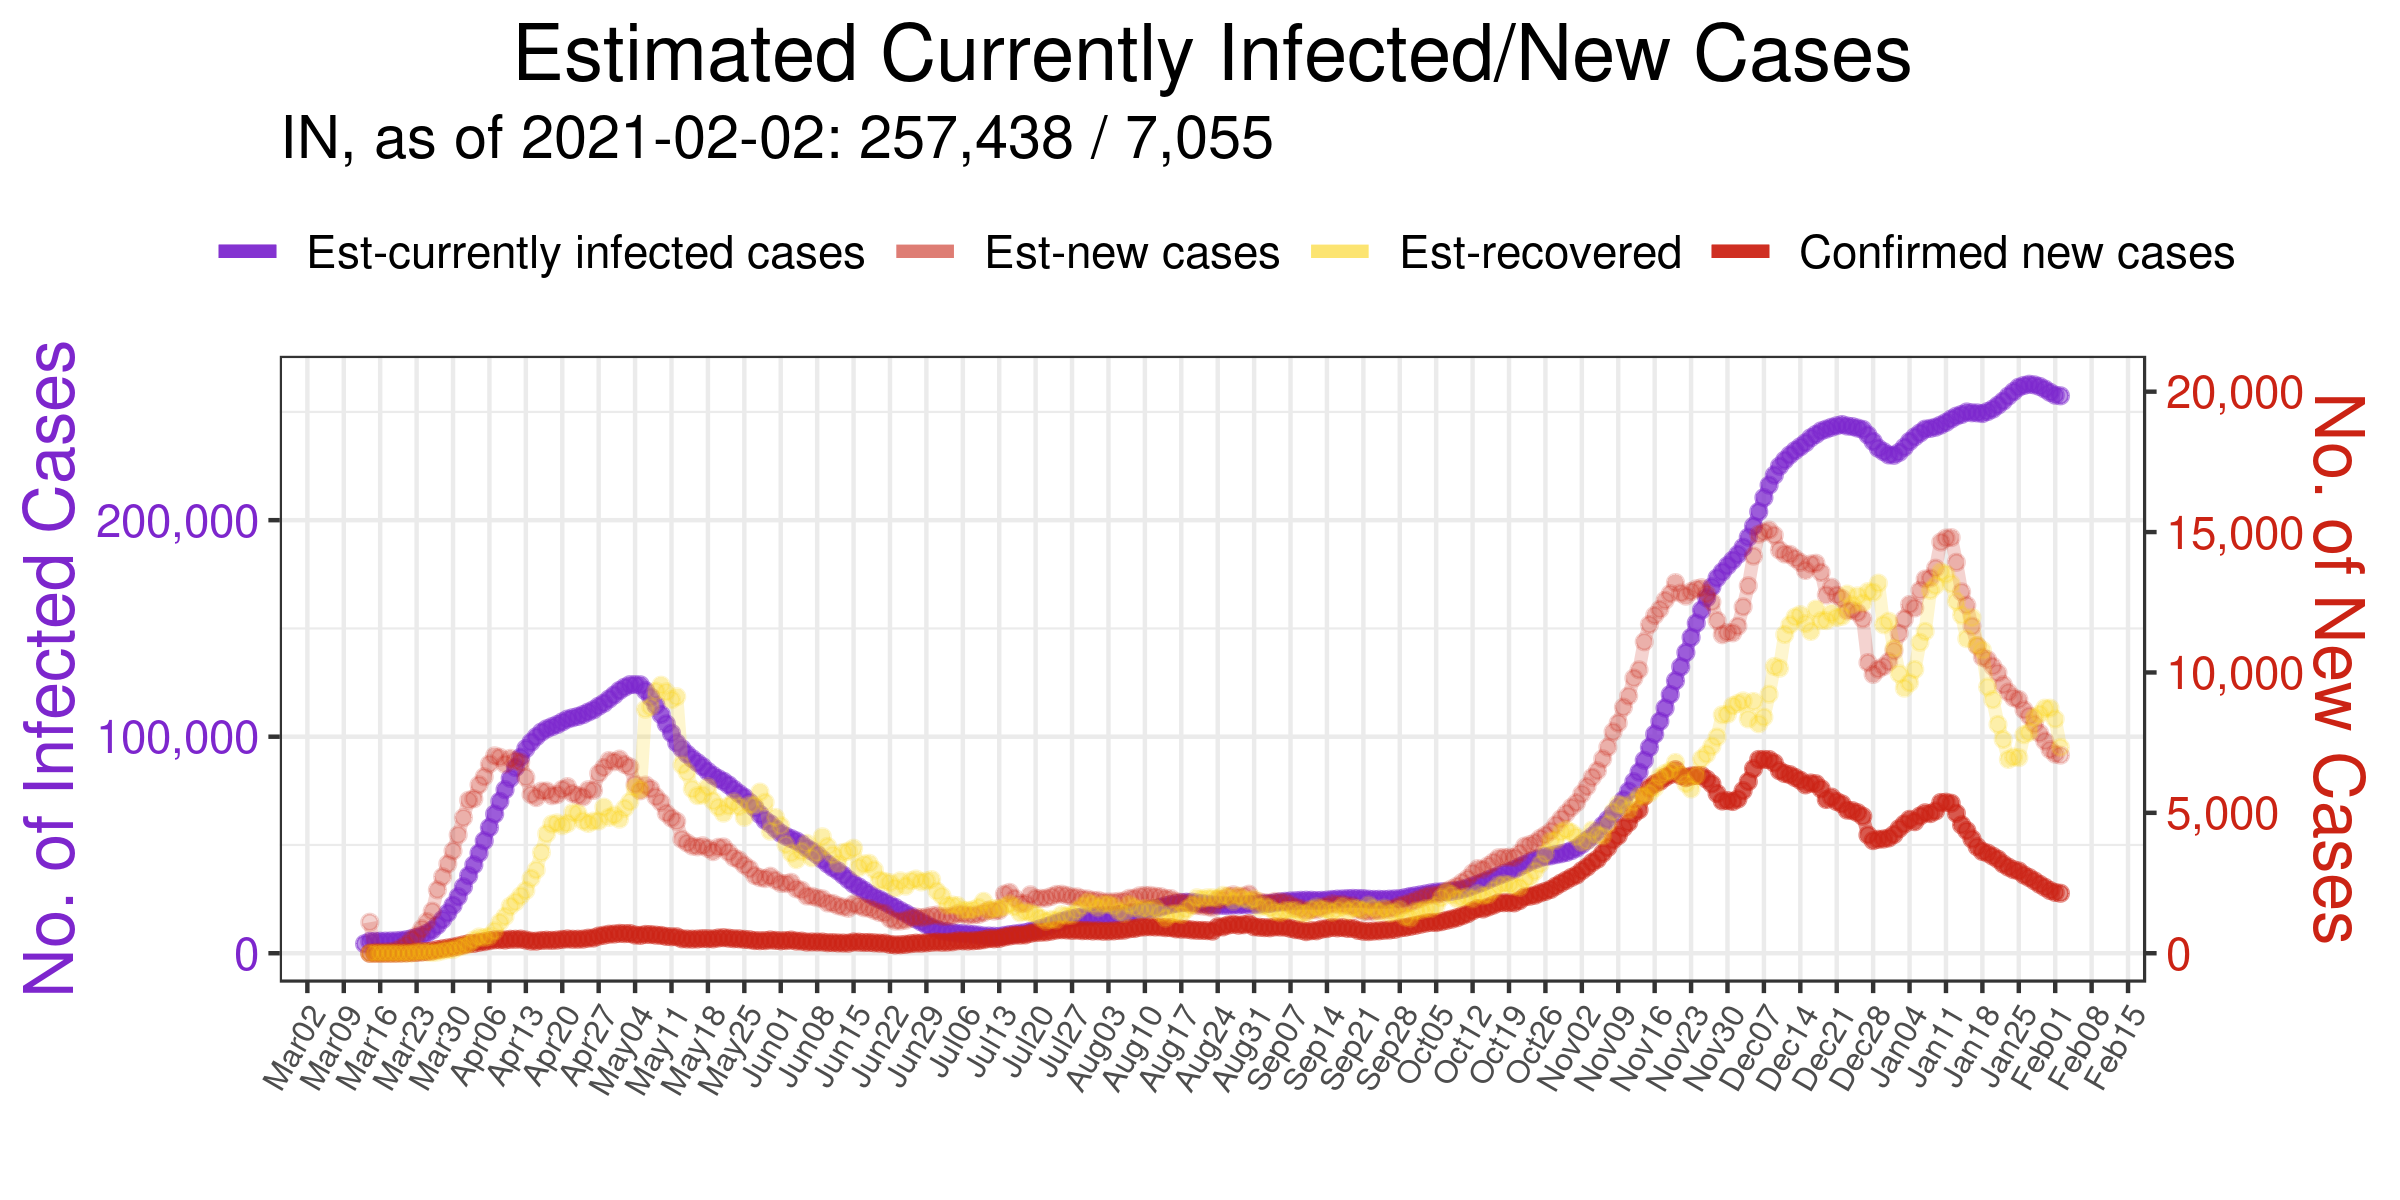 Estimated Currently Infected/New Cases
IN, as of 2021-02-02: 257,438 / 7,055
Est-currently infected cases Est-new cases Est-recovered Confirmed new cases
No. of Infected Cases
200,000
100,000
0
20,000
15,000
10,000
5,000
0
No. of New Cases
Mar02 Mar09 Mar16 Mar23 Mar30 Apr06 Apr13 Apr20 Apr27 May04 May11 May18 May25 Jun01 Jun08 Jun15 Jun22 Jun29 Jul06 Jul13 Jul20 Jul27 Aug03 Aug10 Aug17 Aug24 Aug31 Sep07 Sep14 Sep21 Sep28 Oct05 Oct12 Oct19 Oct26 Nov02 Nov09 Nov16 Nov23 Nov30 Dec07 Dec14 Dec21 Dec28 Jan04 Jan11 Jan18 Jan25 Feb01 Feb08 Feb15